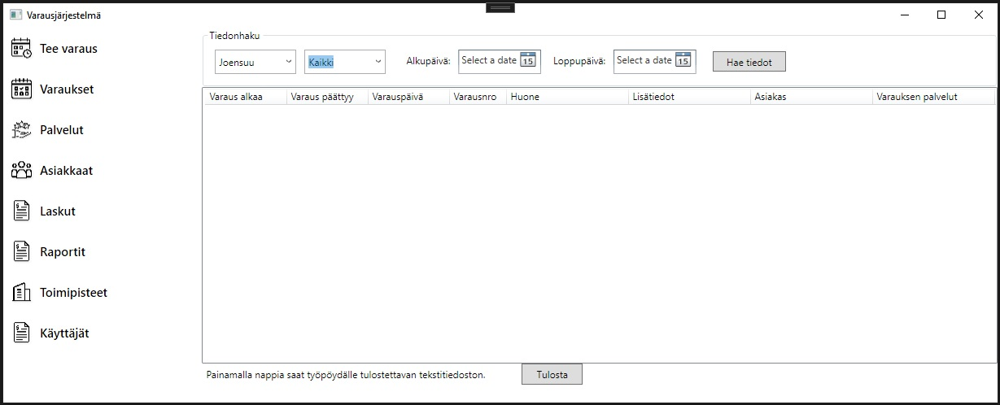 Varausjärjestelmä
Tee varaus
Varaukset
Palvelut
Asiakkaat
Laskut
Raportit
Toimipisteet
Käyttäjät
Tiedonhaku
Joensuu Kaikki Alkupäivä: Select a date 15 Loppupäivä: Select a date 15 Hae tiedot
Varaus alkaa Varaus päättyy Varauspäivä Varausnro Huone Lisätiedot Asiakas Varauksen palvelut
Painamalla nappia saat työpöydälle tulostettavan tekstitiedoston. Tulosta